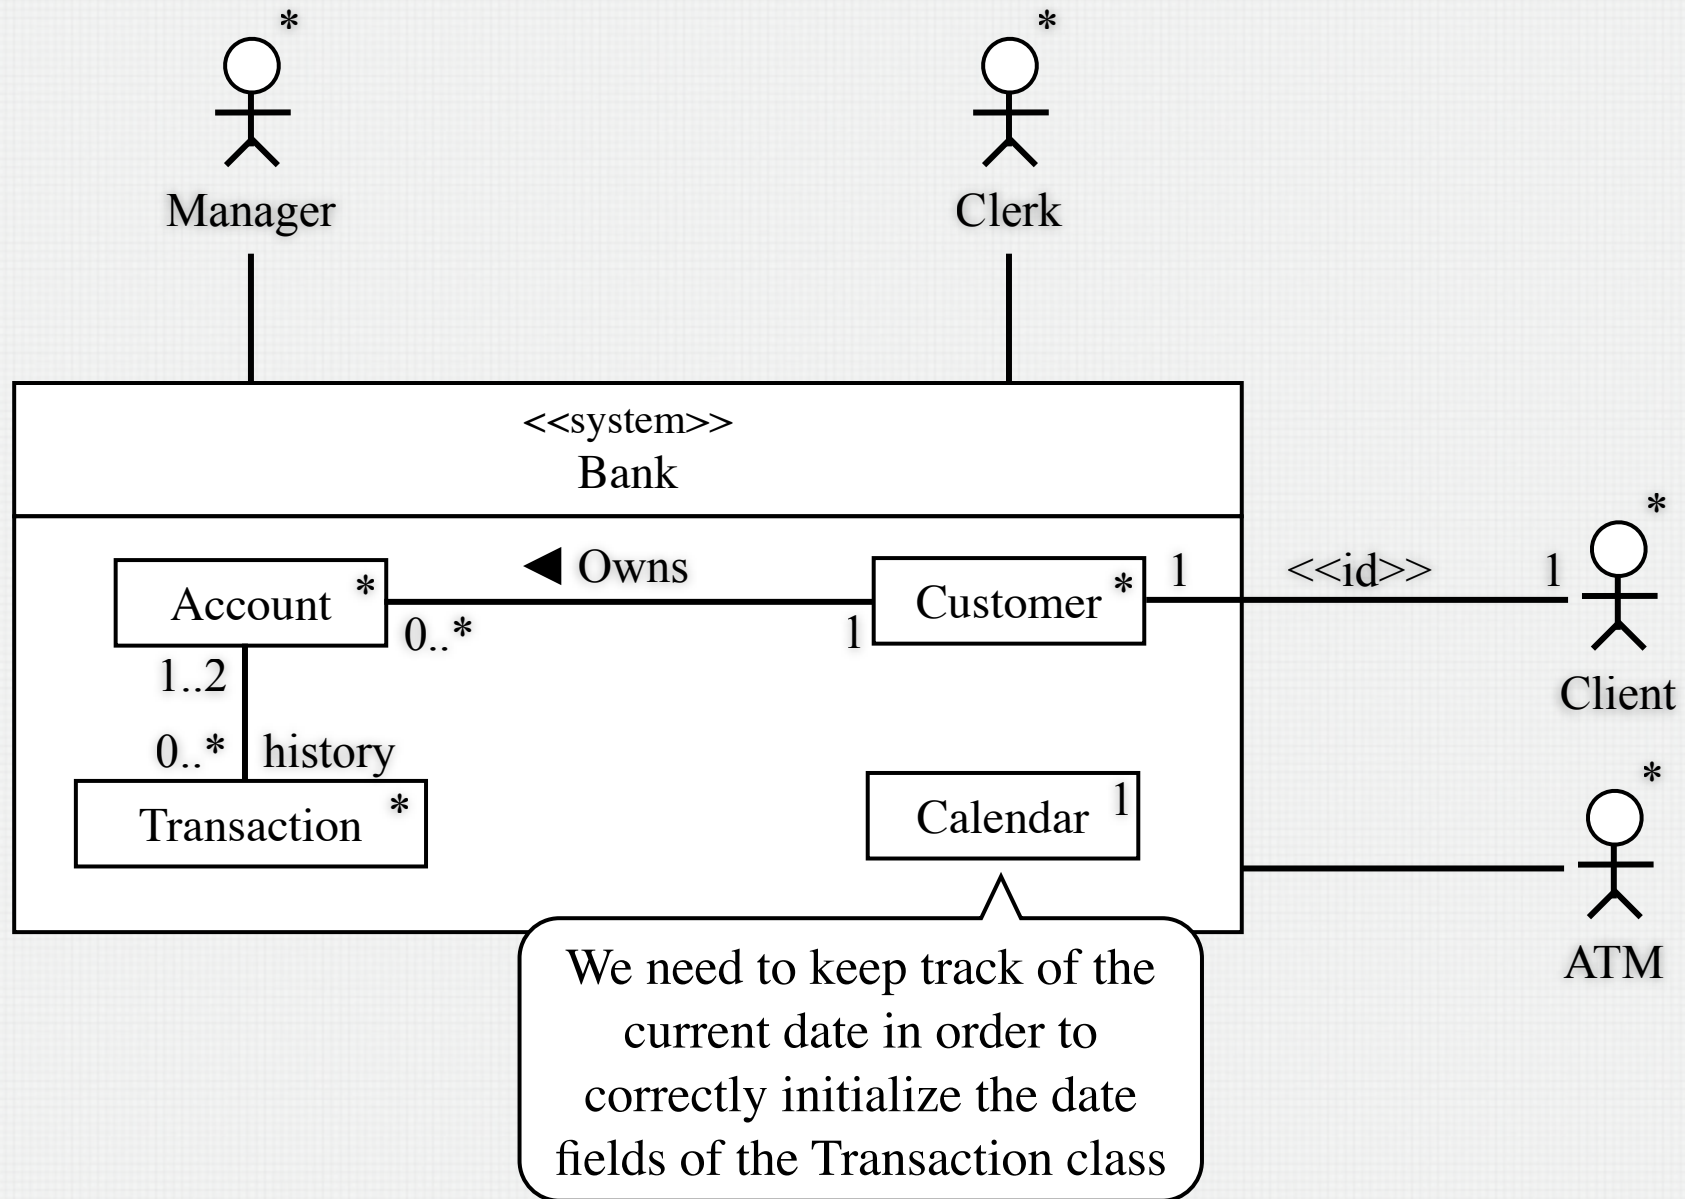 *
*
Manager
Clerk
<<system>>
Bank
◀ Owns
Account *
0..*
1
Customer *
1
<<id>>
1
*
Client
1..2
0..*
history
Transaction *
Calendar 1
*
ATM
We need to keep track of the
current date in order to
correctly initialize the date
fields of the Transaction class